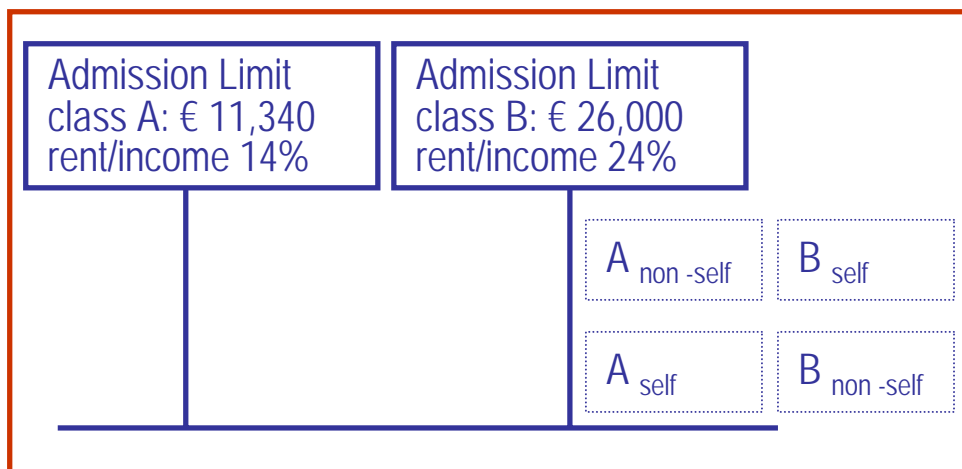 Admission Limit
class A: € 11,340
rent/income 14%
Admission Limit
class B: € 26,000
rent/income 24%
A non -self
B self
A self
B non -self